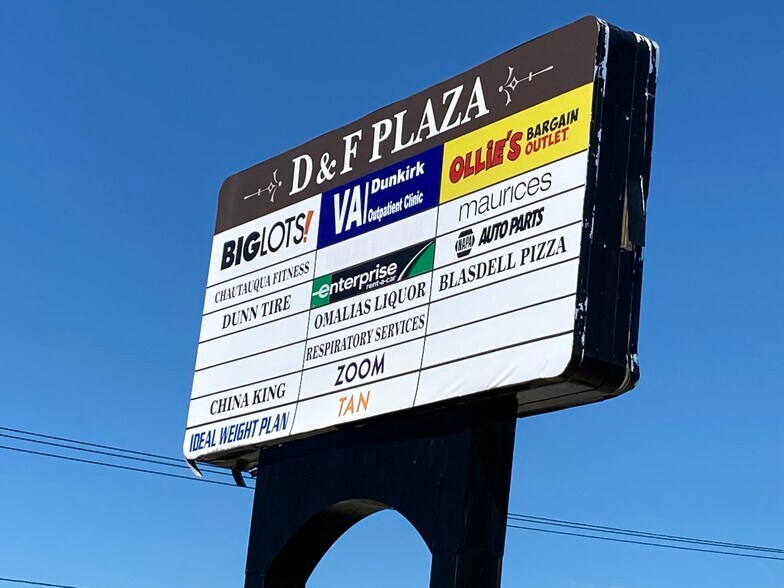 D & F PLAZA
BIGLOTS!
CHAUTAUQUA FITNESS
DUNN TIRE
CHINA KING
IDEAL WEIGHT PLAN
VA Dunkirk
Outpatient Clinic
enterprise
rent-a-car
OMALIAS LIQUOR
RESPIRATORY SERVICES
ZOOM
TAN
OLLIE'S BARGAIN
OUTLET
maurices
NAPA AUTO PARTS
BLASDELL PIZZA